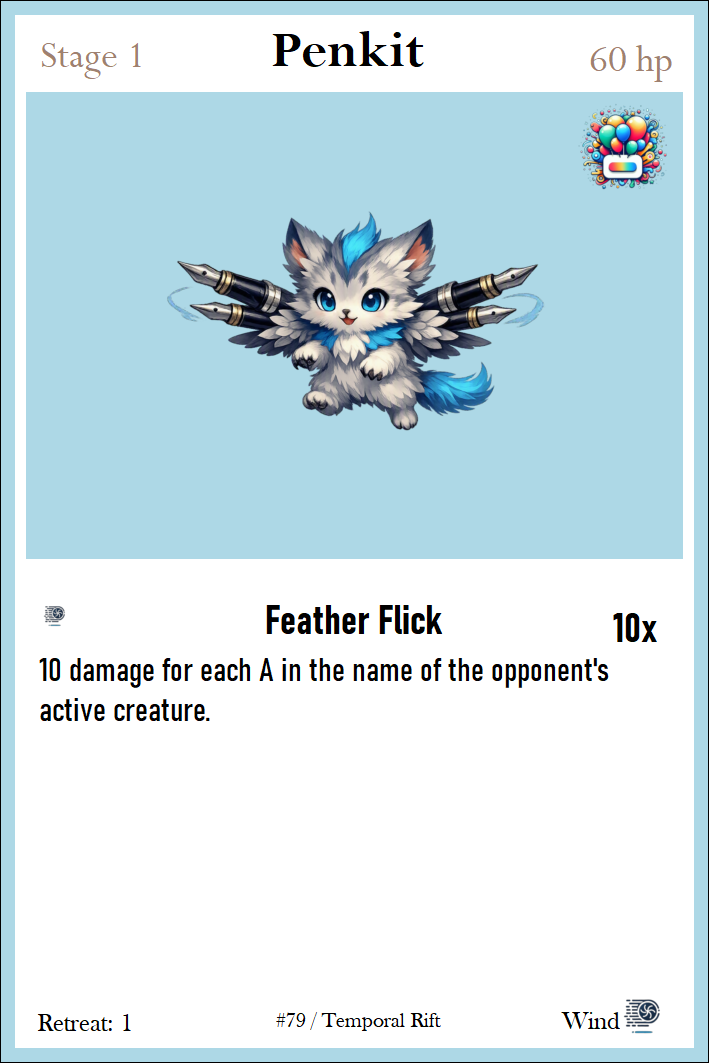 Stage 1
Penkit
60 hp
Feather Flick
10x
10 damage for each A in the name of the opponent's
active creature.
Retreat: 1
#79 / Temporal Rift
Wind